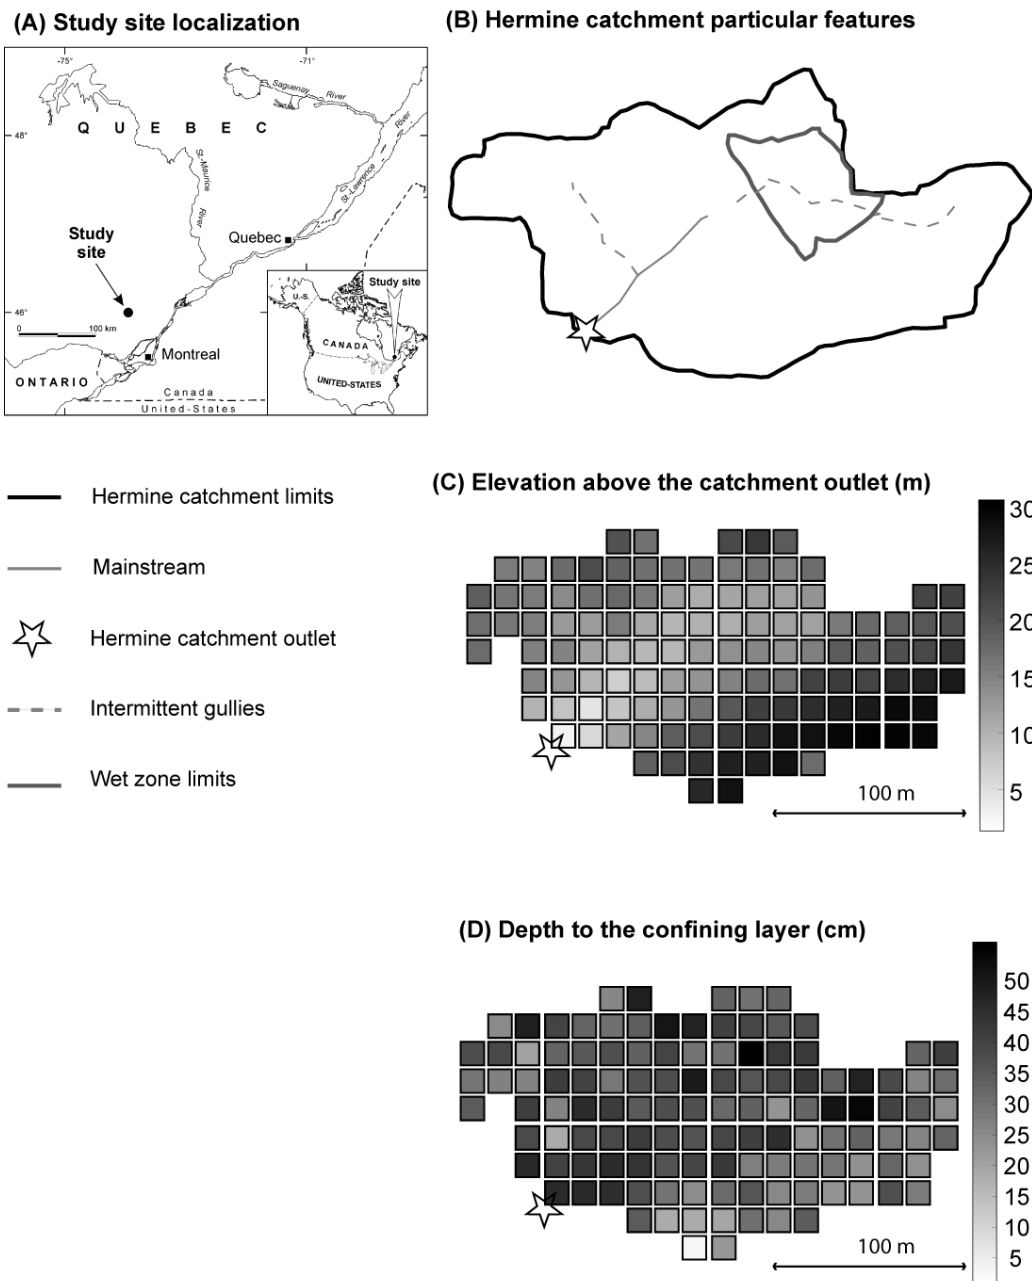 (A) Study site localization
-75°
-71°
48°
46°
Saguenay River
QUEBEC
St.-Maurice River
St.-Lawrence River
Quebec
Study site
0 100 km
Montreal
ONTARIO
Canada
United-States
Study site
U.-S.
CANADA
UNITED-STATES
(B) Hermine catchment particular features
Hermine catchment limits
Mainstream
Hermine catchment outlet
Intermittent gullies
Wet zone limits
(C) Elevation above the catchment outlet (m)
30
25
20
15
10
5
100 m
(D) Depth to the confining layer (cm)
50
45
40
35
30
25
20
15
10
5
100 m